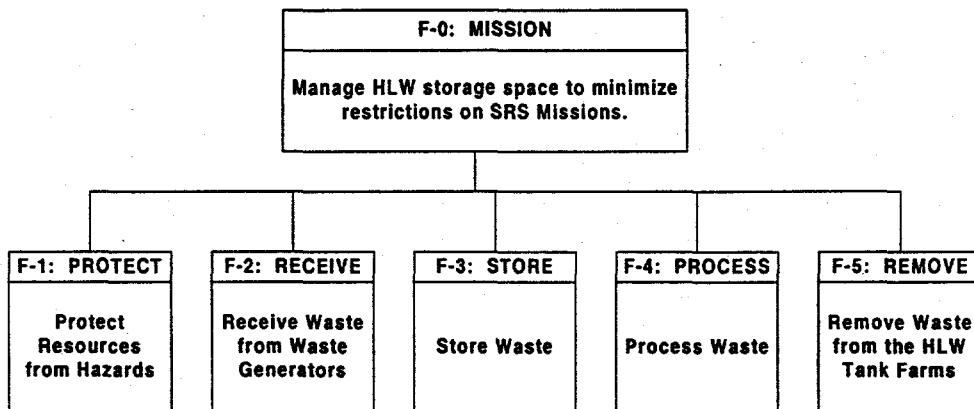 F-0: MISSION
Manage HLW storage space to minimize
restrictions on SRS Missions.
F-1: PROTECT
Protect
Resources
from Hazards
F-2: RECEIVE
Receive Waste
from Waste
Generators
F-3: STORE
Store Waste
F-4: PROCESS
Process Waste
F-5: REMOVE
Remove Waste
from the HLW
Tank Farms